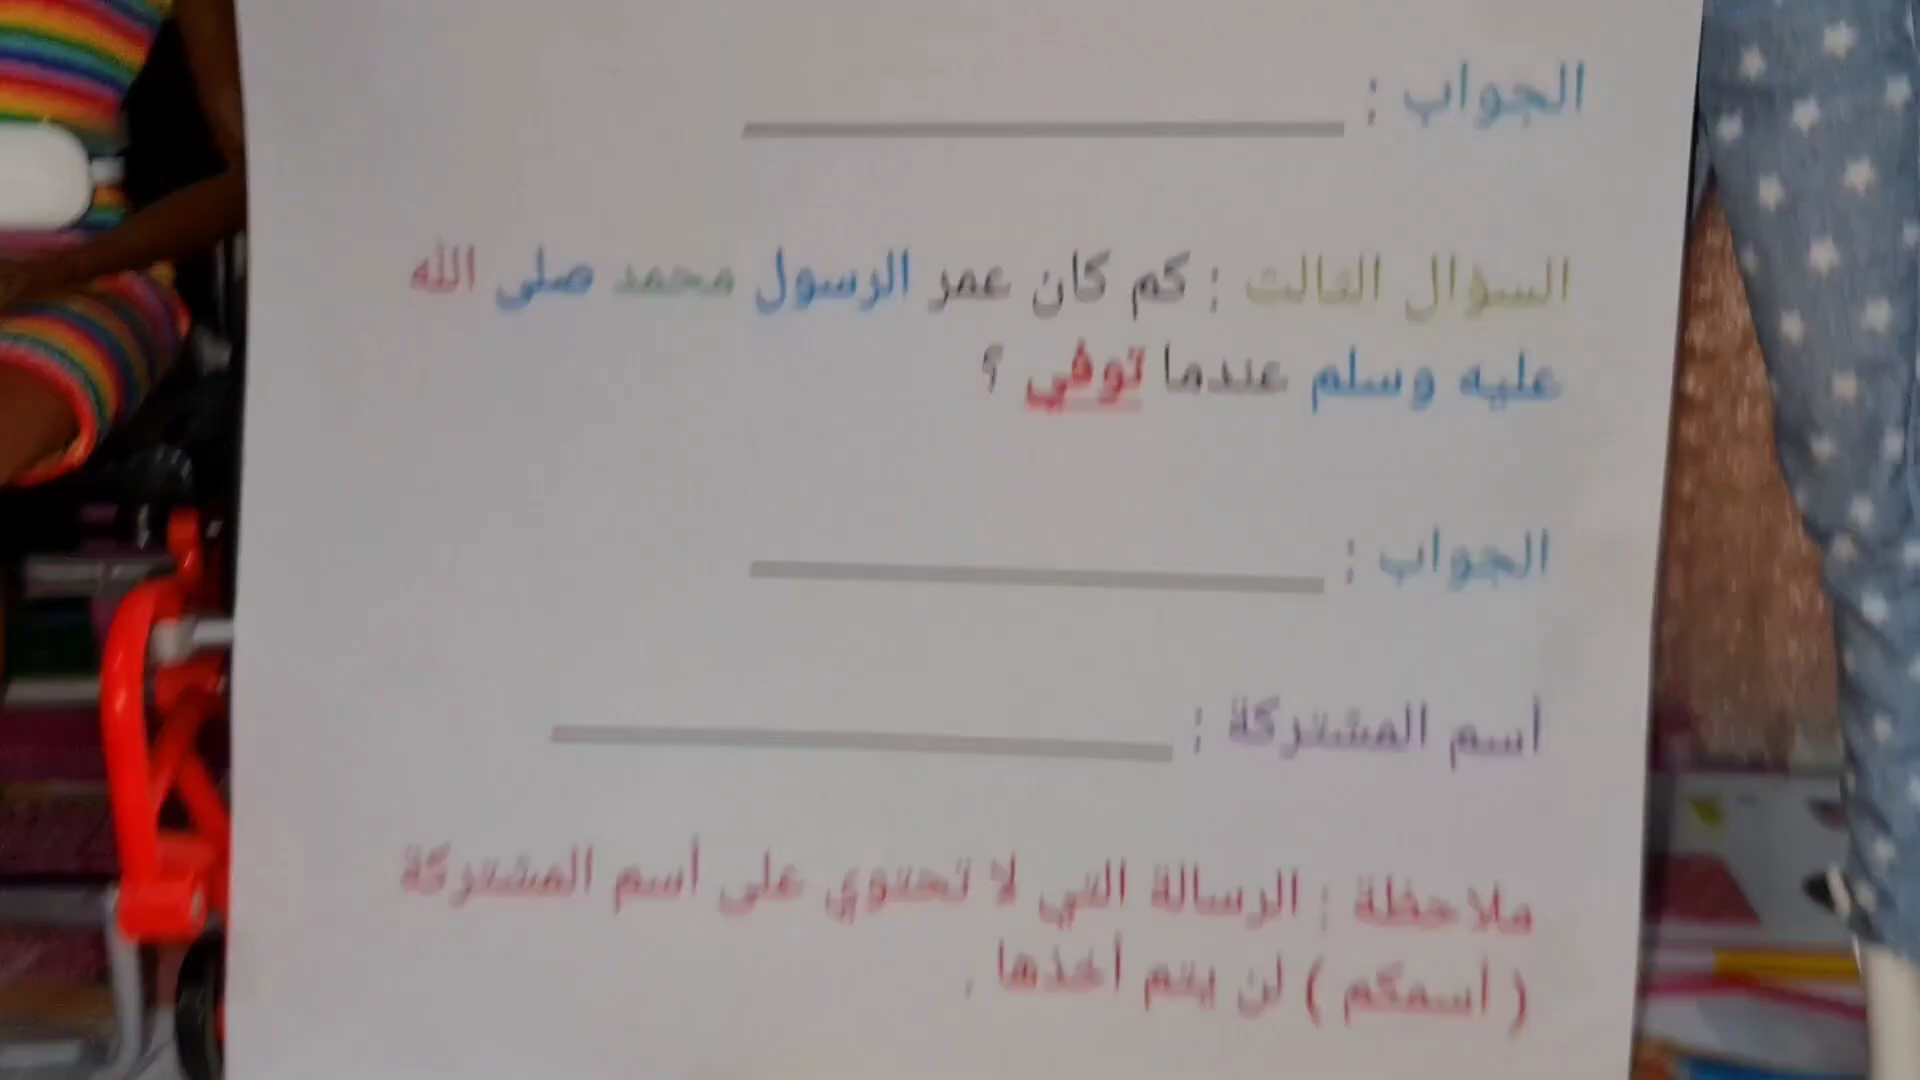 الجواب :
السؤال الثالث : كم كان عمر الرسول محمد صلى الله
عليه وسلم عندما توفي ؟
الجواب :
أسم المشتركة :
ملاحظة : الرسالة التي لا تحتوي على أسم المشتركة
( أسمكم ) لن يتم أخذها .